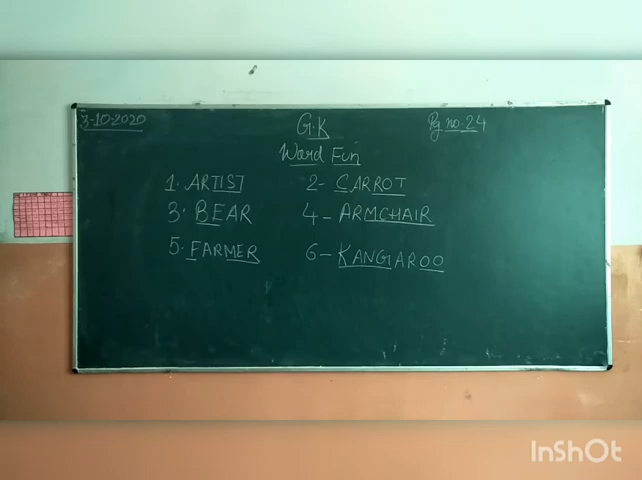 3-10-2020 G.K Pg no. 24
Word Fun
1. ARTIST 2- CARROT
3. BEAR 4- ARMCHAIR
5. FARMER 6- KANGAROO
InShOt